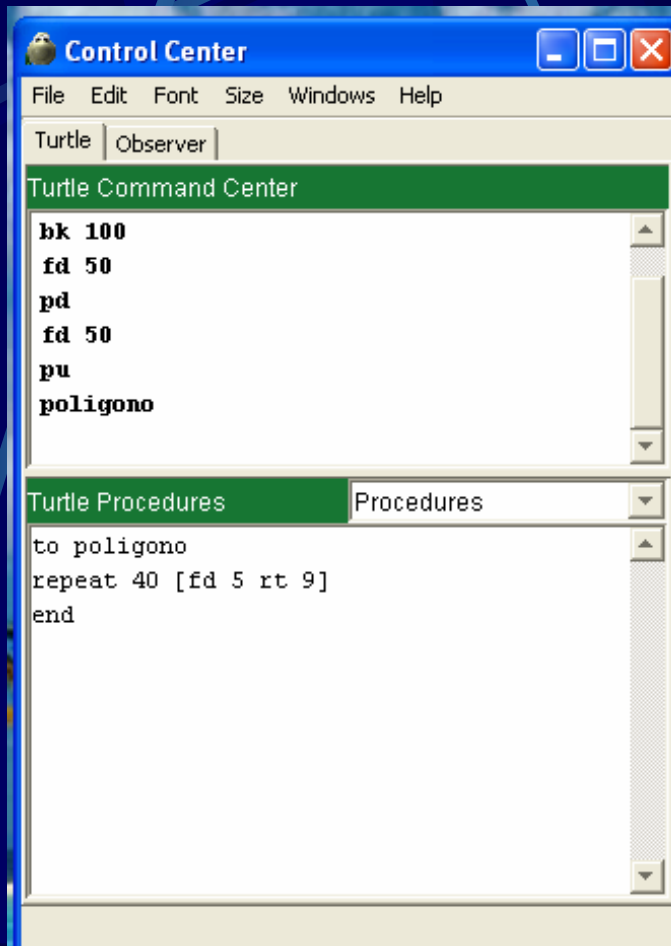 Control Center
File Edit Font Size Windows Help
Turtle Observer
Turtle Command Center
bk 100
fd 50
pd
fd 50
pu
poligono
Turtle Procedures Procedures
to poligono
repeat 40 [fd 5 rt 9]
end